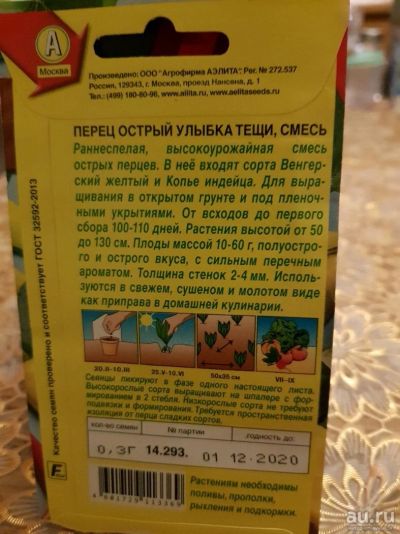 А
Москва
Произведено: ООО "Агрофирма АЭЛИТА". Рег. № 272.537
Россия, 129343, г. Москва, проезд Нансена, д. 1
Тел.: (499) 180-80-96, www.ailita.ru, www.aelitaseeds.ru
ПЕРЕЦ ОСТРЫЙ УЛЫБКА ТЕЩИ, СМЕСЬ
Раннеспелая, высокоурожайная смесь
острых перцев. В неё входят сорта Венгер-
ский желтый и Копье индейца. Для выра-
щивания в открытом грунте и под пленоч-
ными укрытиями. От всходов до первого
сбора 100-110 дней. Растения высотой от 50
до 130 см. Плоды массой 10-60 г, полуостро-
го и острого вкуса, с сильным перечным
ароматом. Толщина стенок 2-4 мм. Исполь-
зуются в свежем, сушеном и молотом виде
как приправа в домашней кулинарии.
20.II-10.III
25.V-10.VI
50х35 см
VII-IX
Сеянцы пикируют в фазе одного настоящего листа.
Высокорослые сорта выращивают на шпалере с фор-
мированием в 2 стебля. Низкорослые сорта не требуют
подвязки и формирования. Требуется пространственная
изоляция от перца сладких сортов.
кол-во семян
№ партии
годность до:
0,3г
14.293.
01 12 2020
Растениям необходимы
поливы, прополки,
рыхления и подкормки.
Качество семян проверено и соответствует ГОСТ 32592-2013
au.ru